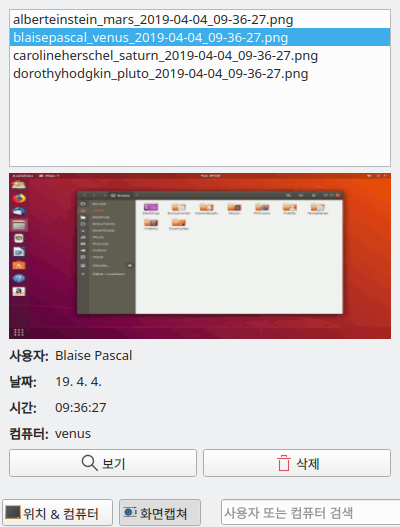 alberteinstein_mars_2019-04-04_09-36-27.png
blaisepascal_venus_2019-04-04_09-36-27.png
carolineherschel_saturn_2019-04-04_09-36-27.png
dorothyhodgkin_pluto_2019-04-04_09-36-27.png
사용자: Blaise Pascal
날짜: 19. 4. 4.
시간: 09:36:27
컴퓨터: venus
보기 삭제
위치 & 컴퓨터 화면캡쳐 사용자 또는 컴퓨터 검색